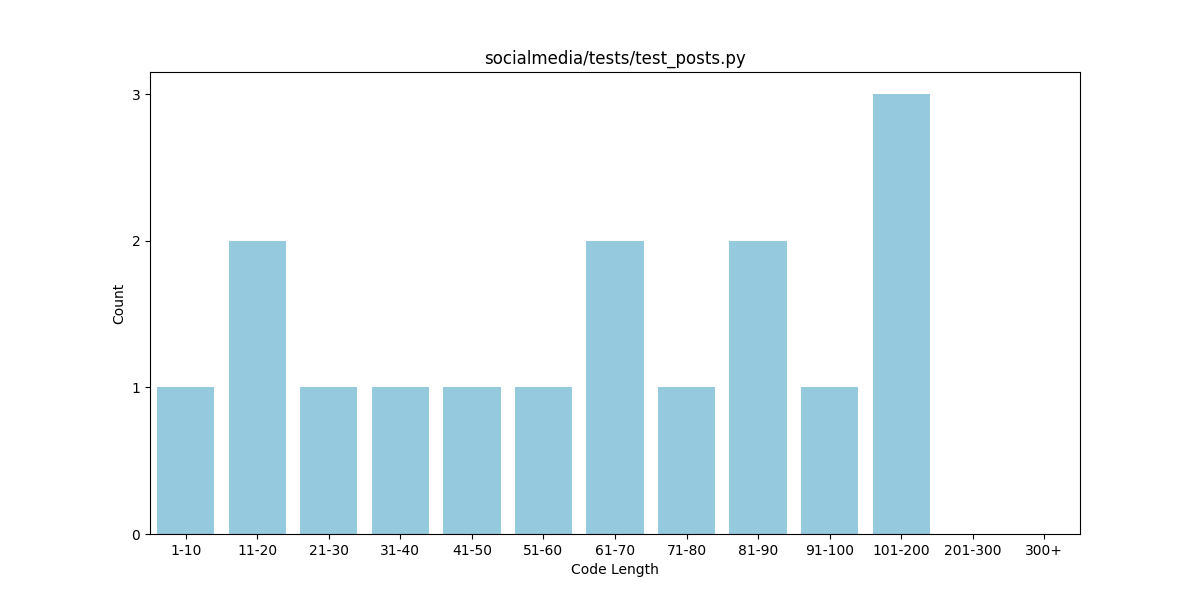 socialmedia/tests/test_posts.py
Count
3
2
1
0
1-10 11-20 21-30 31-40 41-50 51-60 61-70 71-80 81-90 91-100 101-200 201-300 300+
Code Length